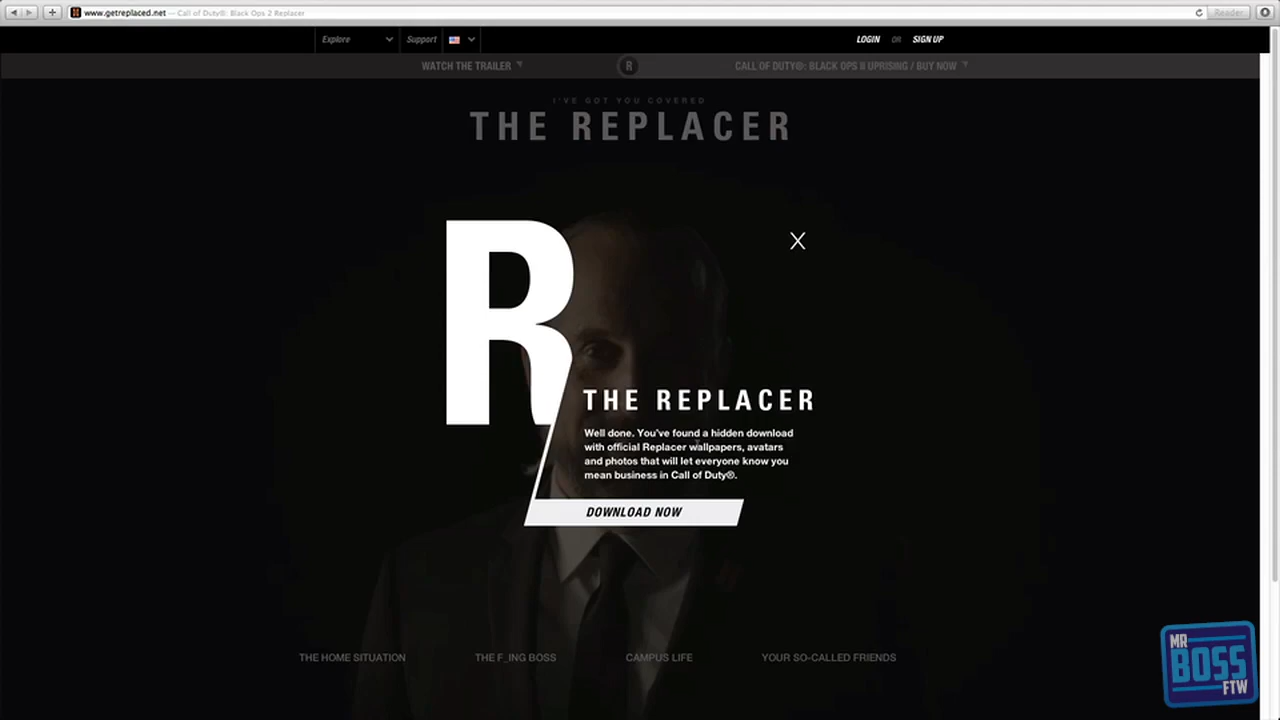 www.getreplaced.net — Call of Duty®: Black Ops 2 Replacer
Reader
Explore
Support
LOGIN OR SIGN UP
WATCH THE TRAILER
R
CALL OF DUTY®: BLACK OPS II UPRISING / BUY NOW
I'VE GOT YOU COVERED
THE REPLACER
R
X
THE REPLACER
Well done. You've found a hidden download
with official Replacer wallpapers, avatars
and photos that will let everyone know you
mean business in Call of Duty®.
DOWNLOAD NOW
THE HOME SITUATION
THE F_ING BOSS
CAMPUS LIFE
YOUR SO-CALLED FRIENDS
MR
BOSS
FTW